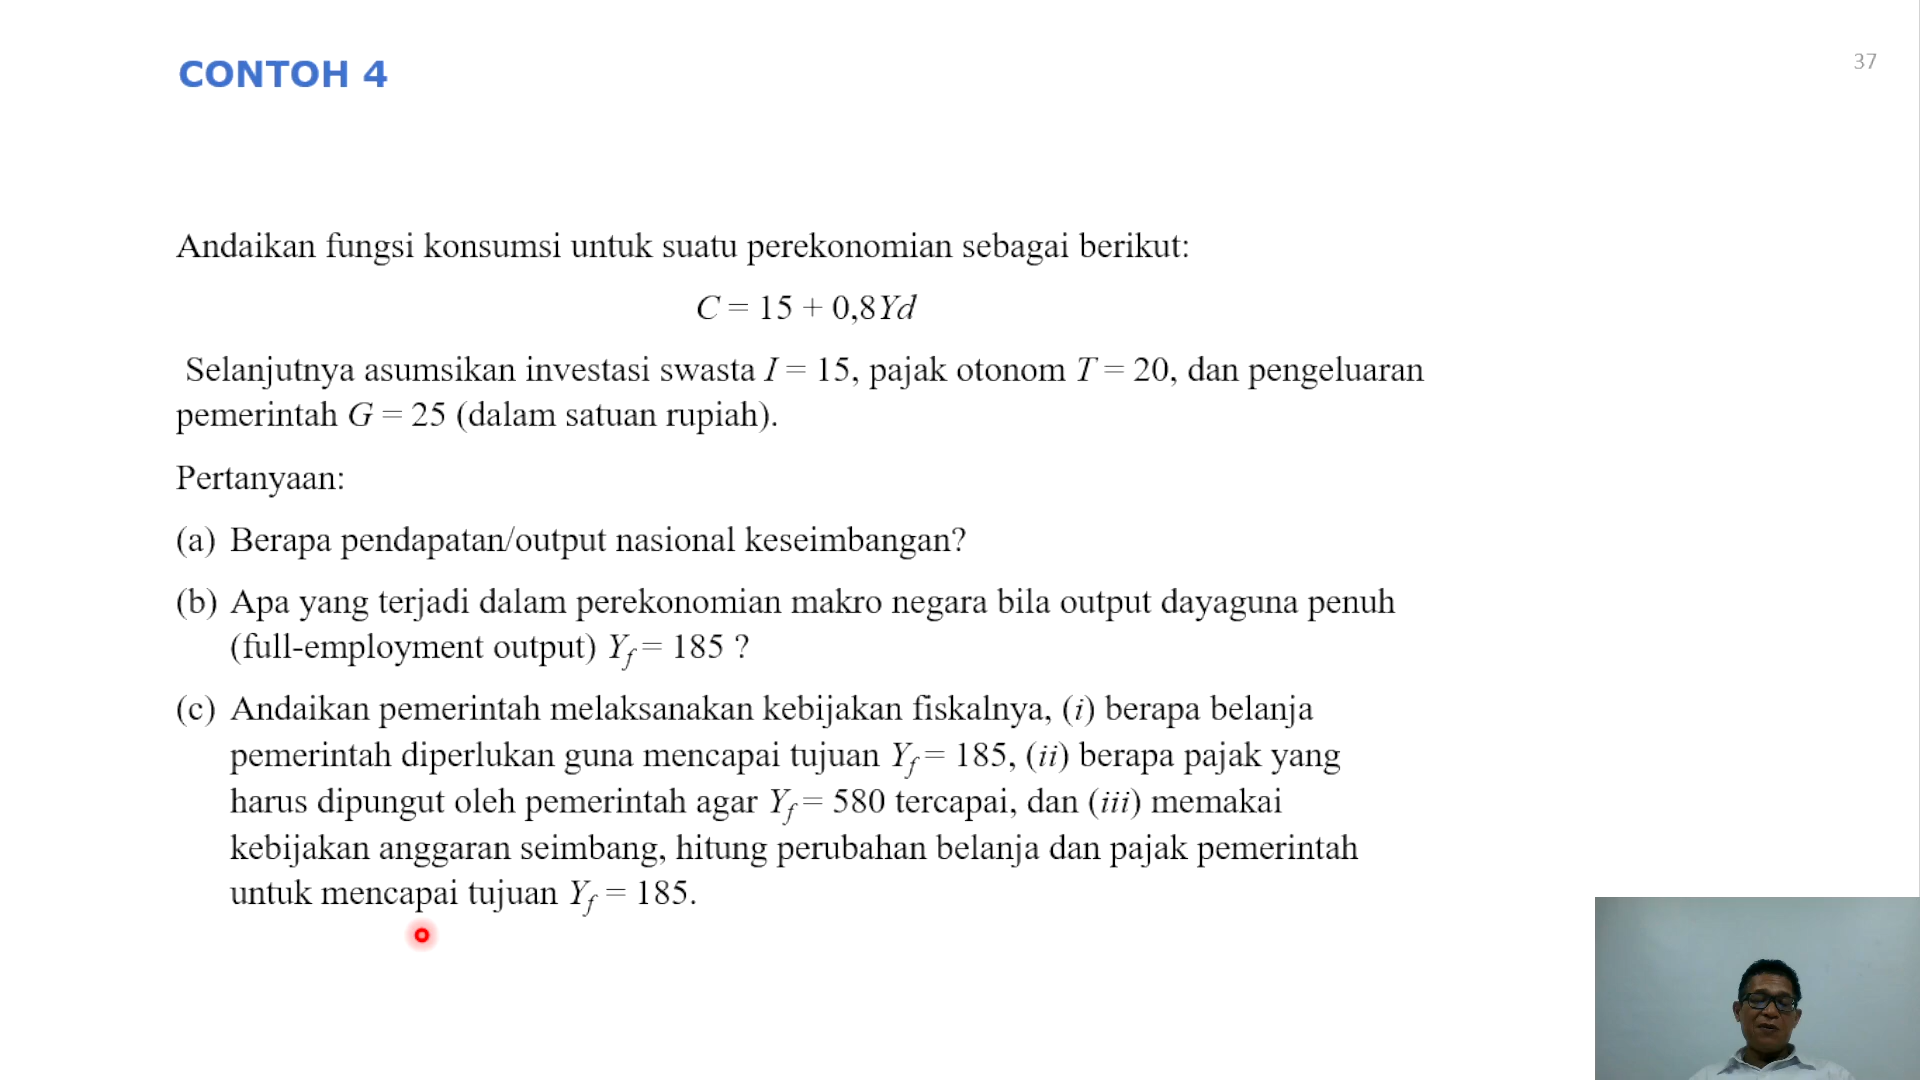 CONTOH 4
37
Andaikan fungsi konsumsi untuk suatu perekonomian sebagai berikut:
C = 15 + 0,8Yd
Selanjutnya asumsikan investasi swasta I = 15, pajak otonom T = 20, dan pengeluaran
pemerintah G = 25 (dalam satuan rupiah).
Pertanyaan:
(a) Berapa pendapatan/output nasional keseimbangan?
(b) Apa yang terjadi dalam perekonomian makro negara bila output dayaguna penuh
(full-employment output) Yf = 185 ?
(c) Andaikan pemerintah melaksanakan kebijakan fiskalnya, (i) berapa belanja
pemerintah diperlukan guna mencapai tujuan Yf = 185, (ii) berapa pajak yang
harus dipungut oleh pemerintah agar Yf = 580 tercapai, dan (iii) memakai
kebijakan anggaran seimbang, hitung perubahan belanja dan pajak pemerintah
untuk mencapai tujuan Yf = 185.